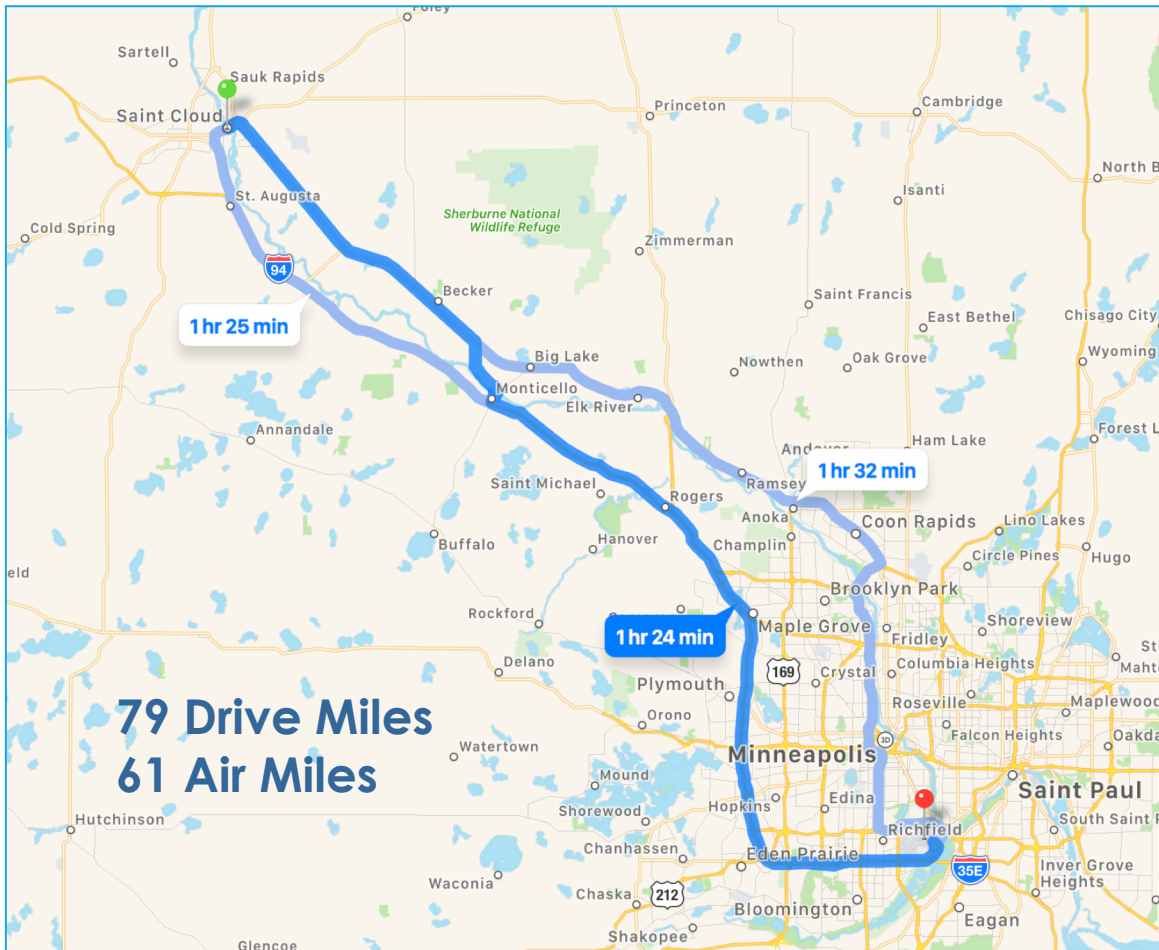 Foley
Sartell
Sauk Rapids
Saint Cloud
Princeton
Cambridge
North B
St. Augusta
Isanti
Cold Spring
Sherburne National
Wildlife Refuge
Zimmerman
94
Becker
Saint Francis
East Bethel
Chisago City
1 hr 25 min
Big Lake
Nowthen
Oak Grove
Wyoming
Monticello
Elk River
Annandale
Andover
Ham Lake
Forest L
1 hr 32 min
Ramsey
Saint Michael
Rogers
Anoka
Coon Rapids
Lino Lakes
Buffalo
Hanover
Champlin
Circle Pines
Hugo
eld
Brooklyn Park
Rockford
1 hr 24 min
Maple Grove
Fridley
Shoreview
Delano
169
Crystal
Columbia Heights
Mahto
Plymouth
Roseville
Maplewood
79 Drive Miles
Orono
Falcon Heights
Oakda
Watertown
Minneapolis
61 Air Miles
Mound
Saint Paul
Hutchinson
Shorewood
Hopkins
Edina
Richfield
South Saint P
Chanhassen
Eden Prairie
35E
Inver Grove
Heights
Waconia
Chaska
212
Bloomington
Eagan
Shakopee
Glencoe